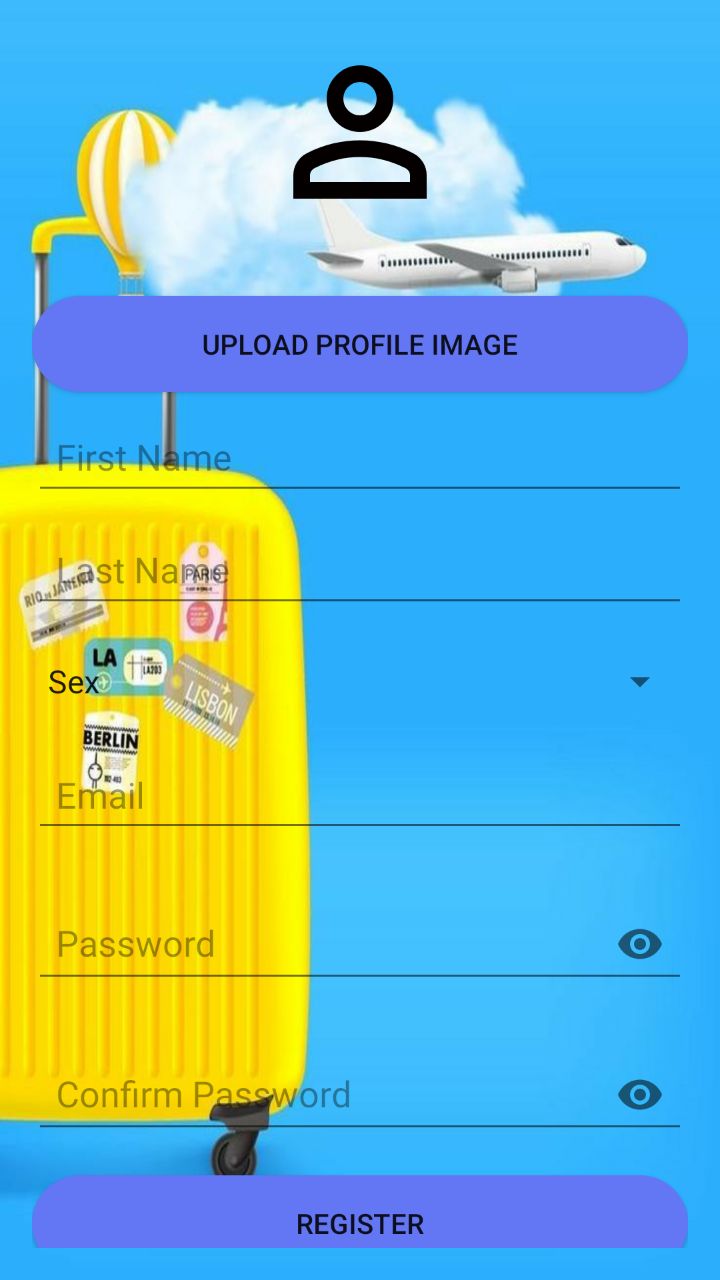 UPLOAD PROFILE IMAGE
First Name
Last Name
RIO DE JANEIRO
PARIS
LA
LA203
Sex
LISBON
BERLIN
Email
Password
Confirm Password
REGISTER